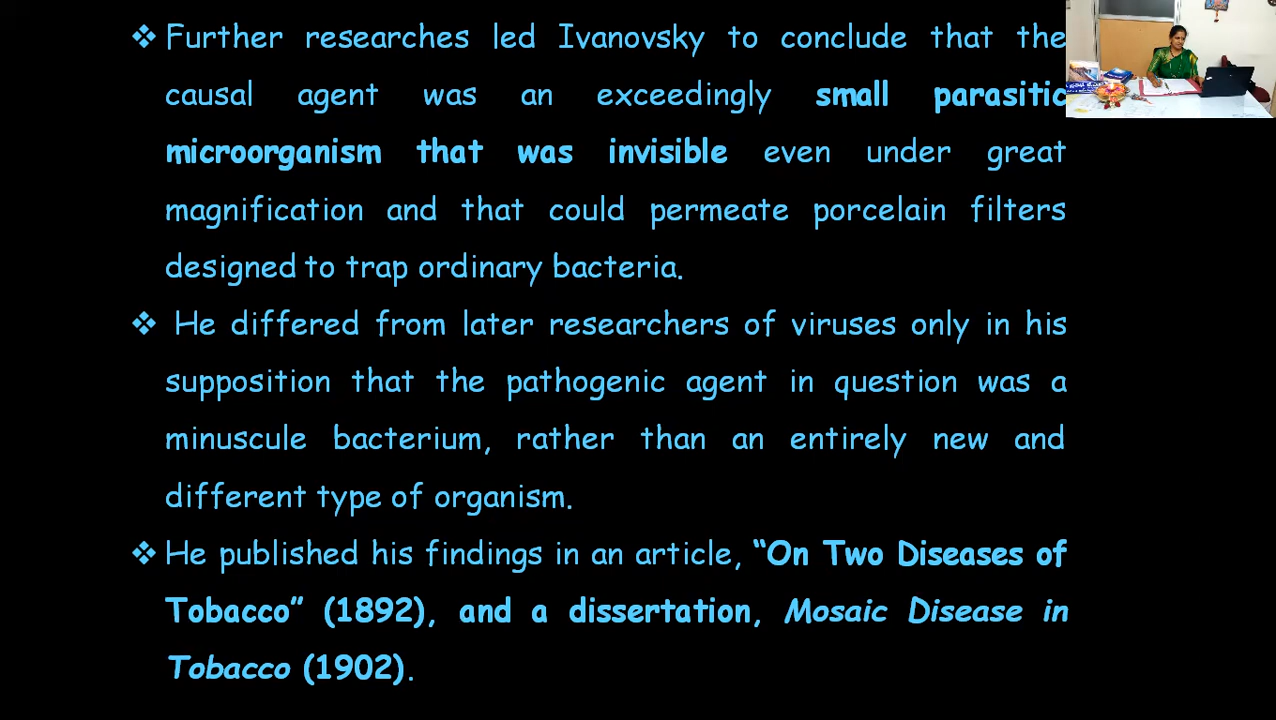 ❖ Further researches led Ivanovsky to conclude that the
causal agent was an exceedingly small parasitic
microorganism that was invisible even under great
magnification and that could permeate porcelain filters
designed to trap ordinary bacteria.
❖ He differed from later researchers of viruses only in his
supposition that the pathogenic agent in question was a
minuscule bacterium, rather than an entirely new and
different type of organism.
❖ He published his findings in an article, “On Two Diseases of
Tobacco” (1892), and a dissertation, Mosaic Disease in
Tobacco (1902).